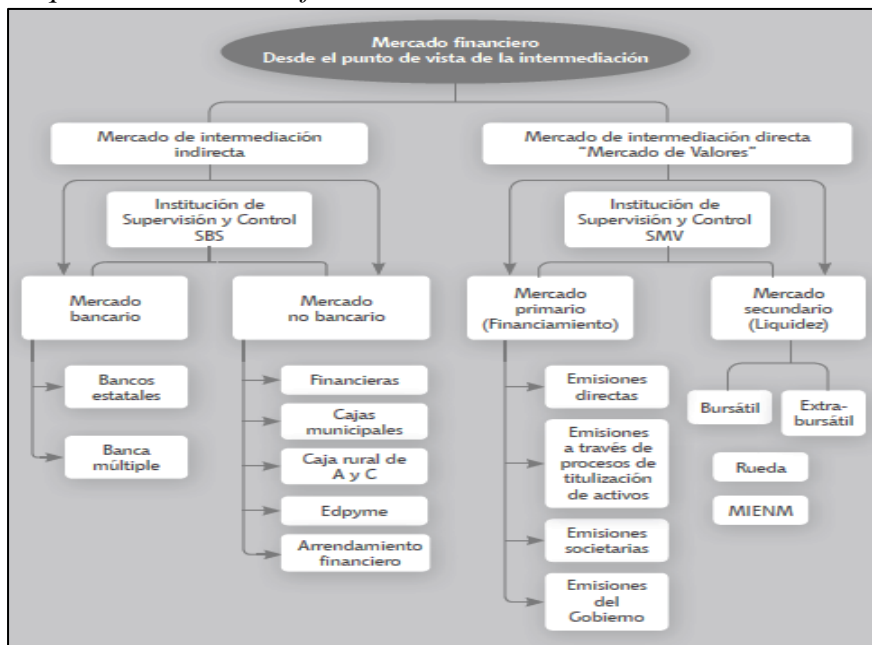 Mercado financiero
Desde el punto de vista de la intermediación
Mercado de intermediación
indirecta
Mercado de intermediación directa
"Mercado de Valores"
Institución de
Supervisión y Control
SBS
Institución de
Supervisión y Control
SMV
Mercado
bancario
Mercado
no bancario
Mercado
primario
(Financiamiento)
Mercado
secundario
(Liquidez)
Bancos
estatales
Banca
múltiple
Financieras
Cajas
municipales
Caja rural de
A y C
Edpyme
Arrendamiento
financiero
Emisiones
directas
Emisiones
a través de
procesos de
titulización
de activos
Emisiones
societarias
Emisiones
del
Gobierno
Bursátil
Extra-
bursátil
Rueda
MIENM